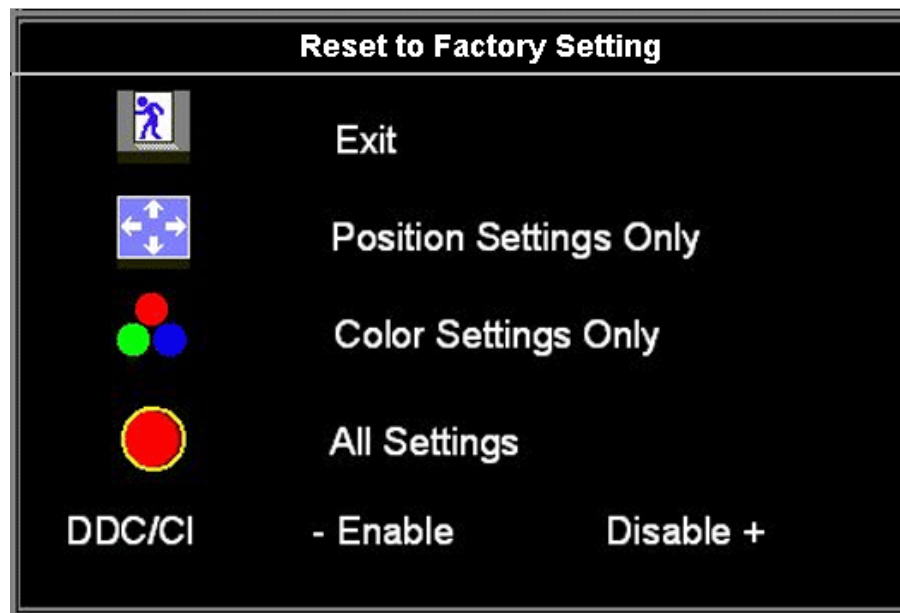 Reset to Factory Setting
Exit
Position Settings Only
Color Settings Only
All Settings
DDC/CI - Enable Disable +